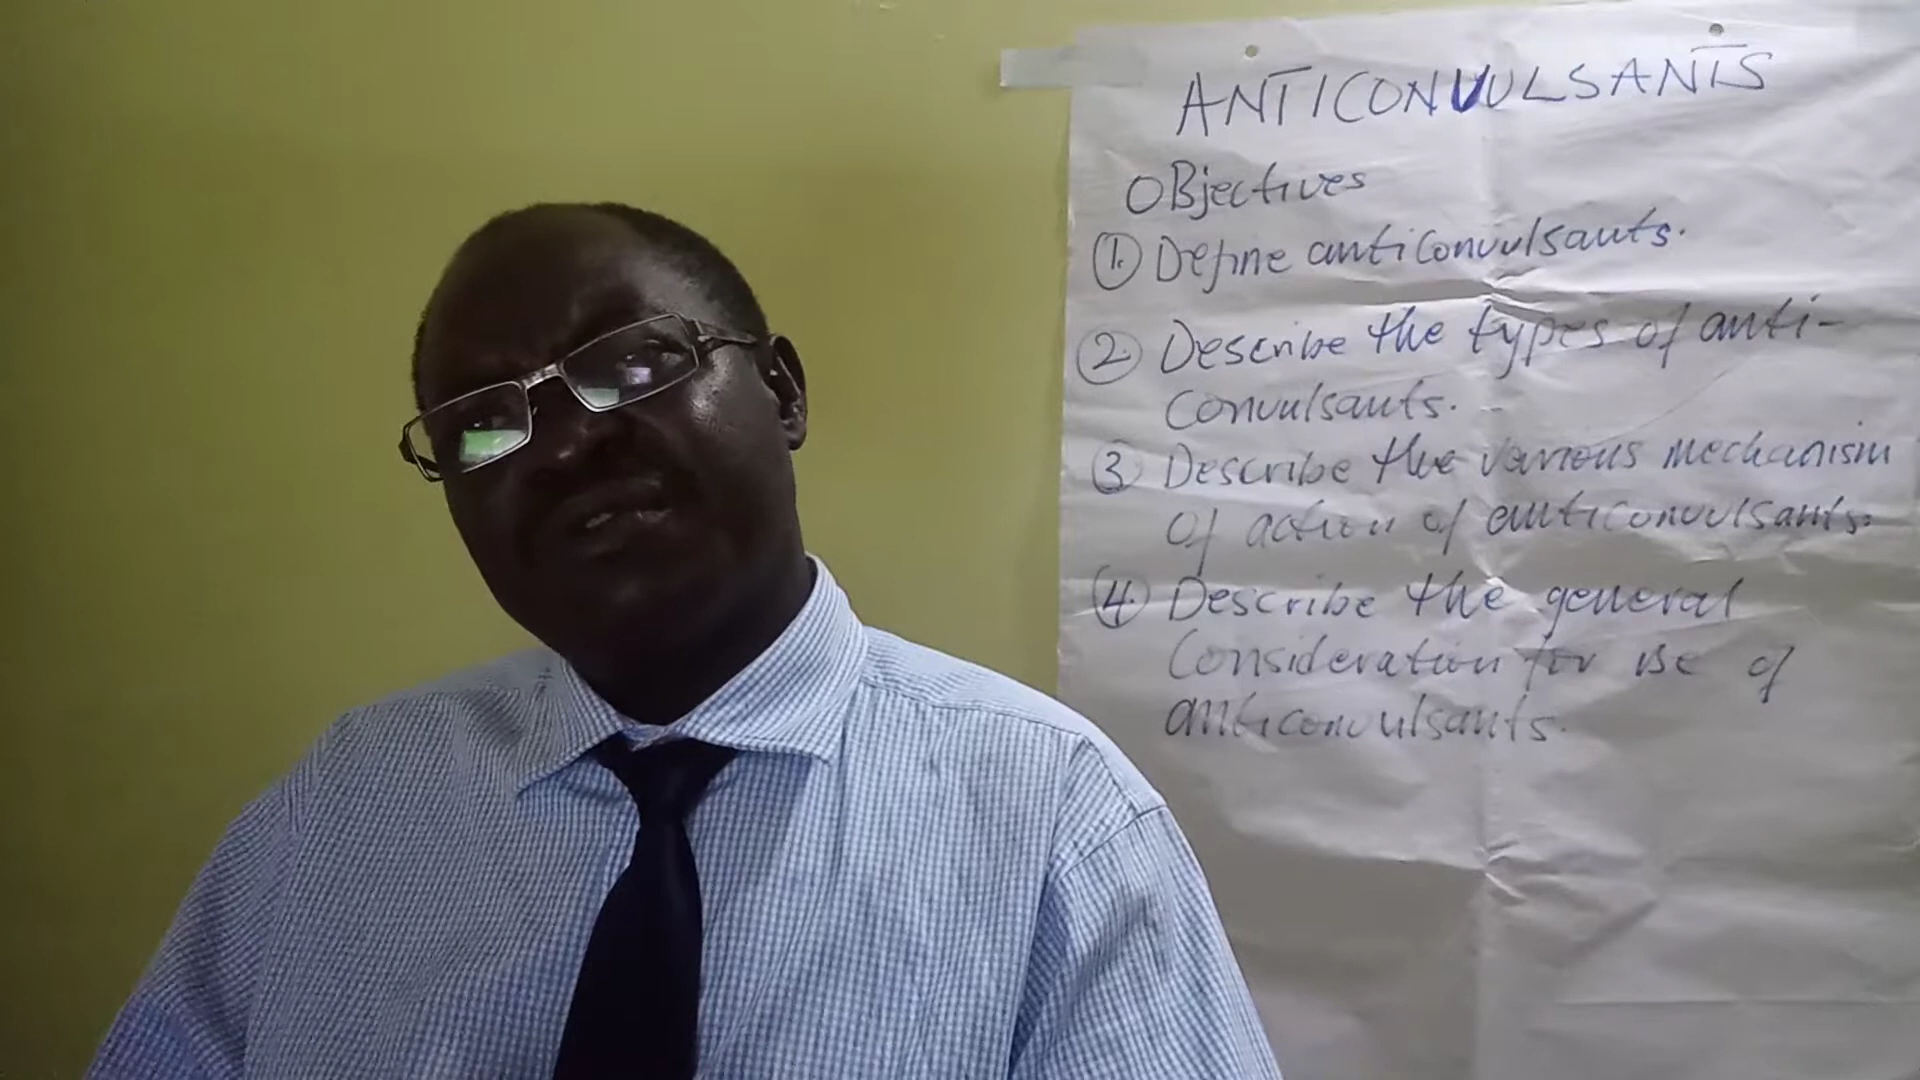 ANTICONVULSANTS
OBjectives
1. Define anticonvulsants.
2 Describe the types of anti-
convulsants.
3 Describe the various mechanism
of action of anticonvulsants.
4. Describe the general
Consideration for use of
anticonvulsants.